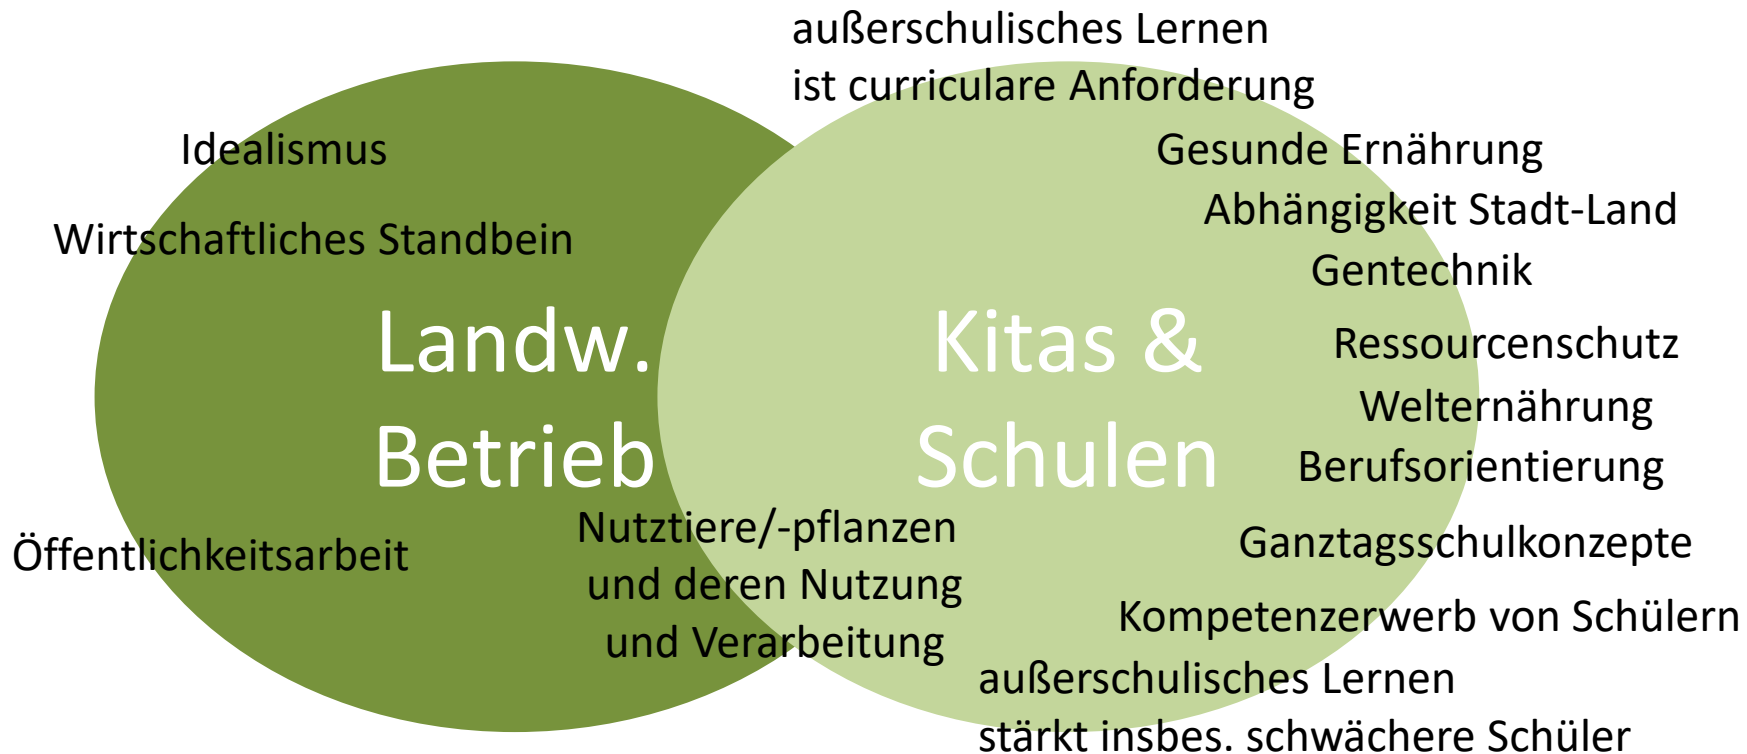 außerschulisches Lernen
ist curriculare Anforderung
Idealismus
Wirtschaftliches Standbein
Landw.
Betrieb
Öffentlichkeitsarbeit
Nutztiere/-pflanzen
und deren Nutzung
und Verarbeitung
Kitas &
Schulen
Gesunde Ernährung
Abhängigkeit Stadt-Land
Gentechnik
Ressourcenschutz
Welternährung
Berufsorientierung
Ganztagsschulkonzepte
Kompetenzerwerb von Schülern
außerschulisches Lernen
stärkt insbes. schwächere Schüler